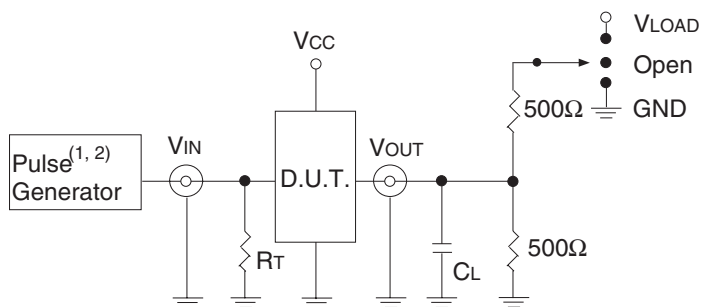 VLOAD
VCC
Open
500Ω
GND
VIN
VOUT
Pulse(1, 2)
Generator
D.U.T.
RT
CL
500Ω